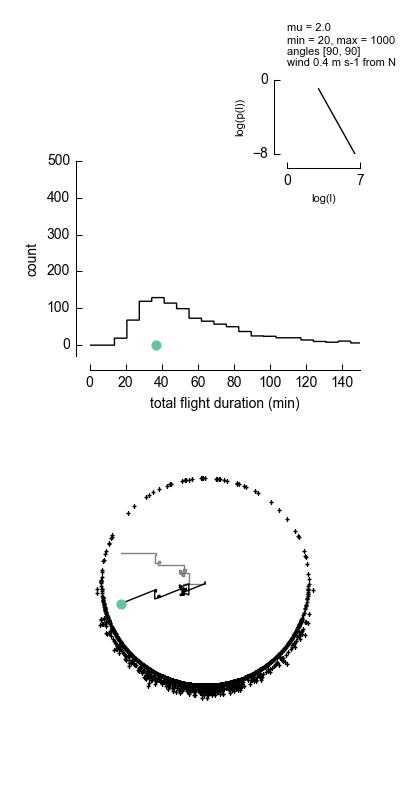 mu = 2.0
min = 20, max = 1000
angles [90, 90]
wind 0.4 m s-1 from N
0
log(p(l))
−8
0 7
log(l)
500
400
300
count
200
100
0
0 20 40 60 80 100 120 140
total flight duration (min)